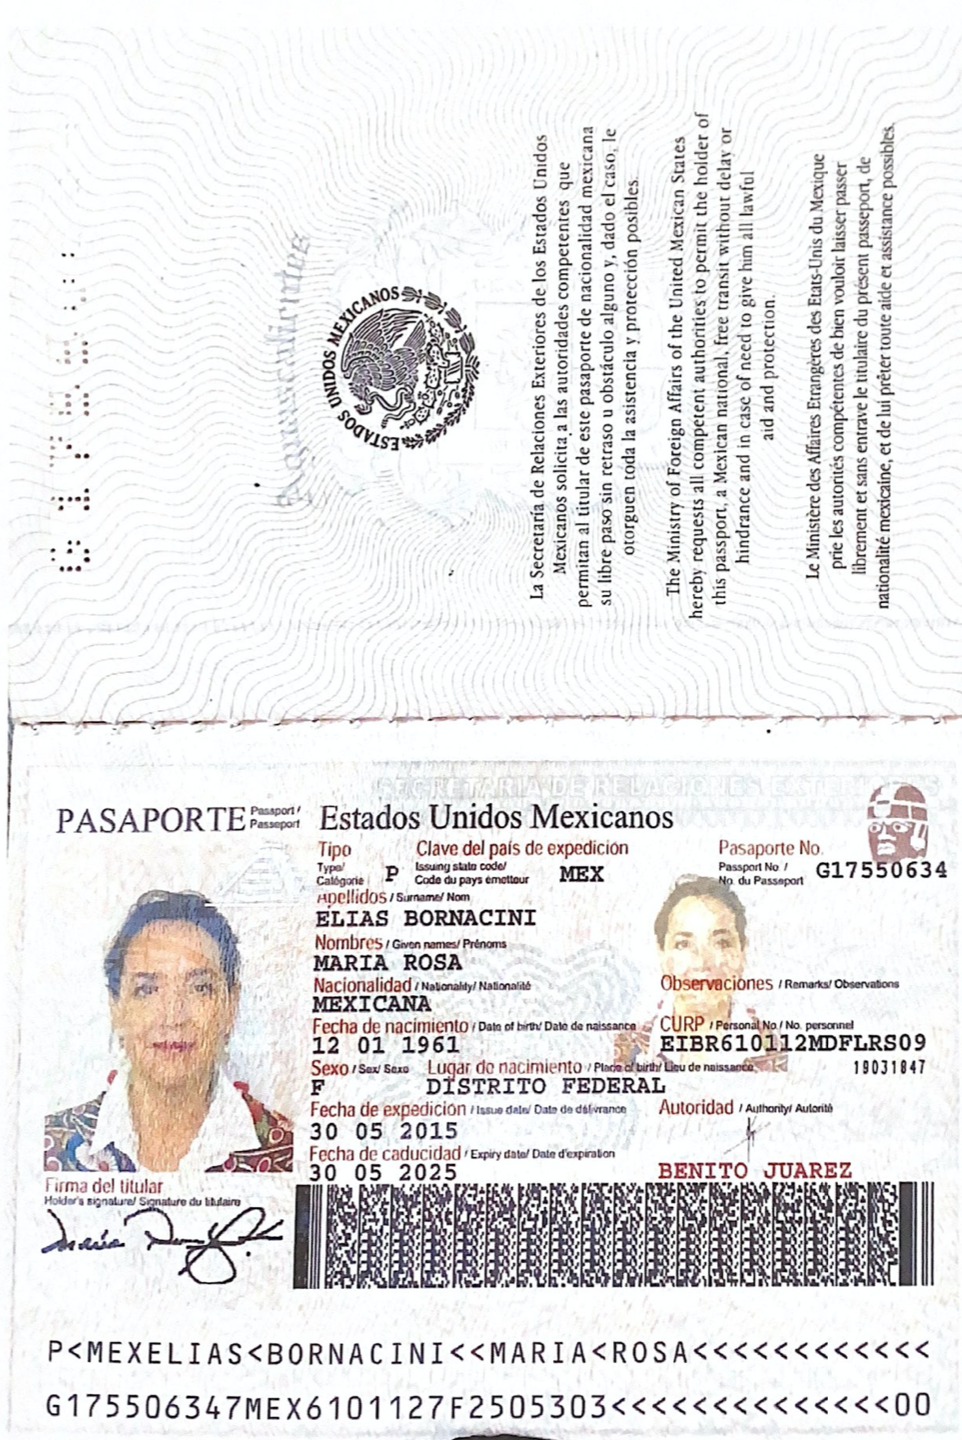 ESTADOS UNIDOS MEXICANOS
La Secretaría de Relaciones Exteriores de los Estados Unidos
Mexicanos solicita a las autoridades competentes que
permitan al titular de este pasaporte de nacionalidad mexicana
su libre paso sin retraso u obstáculo alguno y, dado el caso, le
otorguen toda la asistencia y protección posibles.
The Ministry of Foreign Affairs of the United Mexican States
hereby requests all competent authorities to permit the holder of
this passport, a Mexican national, free transit without delay or
hindrance and in case of need to give him all lawful
aid and protection.
Le Ministère des Affaires Etrangères des Etats-Unis du Mexique
prie les autorités compétentes de bien vouloir laisser passer
librement et sans entrave le titulaire du présent passeport, de
nationalité mexicaine, et de lui prêter toute aide et assistance possibles.
SECRETARIA DE RELACIONES EXTERIORES
PASAPORTE Passport / Passeport Estados Unidos Mexicanos
Tipo Clave del país de expedición Pasaporte No.
Type/ Catégorie P Issuing state code/ Code du pays émetteur MEX Passport No. / No. du Passeport G17550634
Apellidos / Surname/ Nom
ELIAS BORNACINI
Nombres / Given names/ Prénoms
MARIA ROSA
Nacionalidad / Nationality/ Nationalité Observaciones / Remarks/ Observations
MEXICANA
Fecha de nacimiento / Date of birth/ Date de naissance CURP / Personal No./ No. personnel
12 01 1961 EIBR610112MDFLRS09
Sexo / Sex/ Sexe Lugar de nacimiento / Place of birth/ Lieu de naissance 19031847
F DISTRITO FEDERAL
Fecha de expedición / Issue date/ Date de délivrance Autoridad / Authority/ Autorité
30 05 2015
Fecha de caducidad / Expiry date/ Date d'expiration
30 05 2025 BENITO JUAREZ
Firma del titular
Holder's signature/ Signature du titulaire
P<MEXELIAS<BORNACINI<<MARIA<ROSA<<<<<<<<<<<<
G175506347MEX6101127F2505303<<<<<<<<<<<<<<00